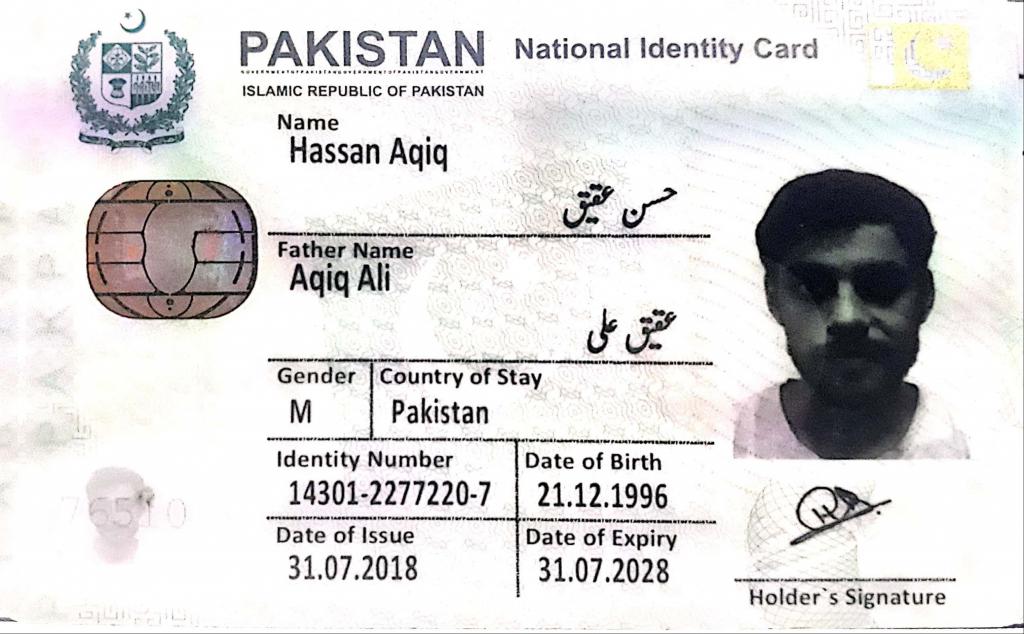 PAKISTAN National Identity Card
ISLAMIC REPUBLIC OF PAKISTAN
Name
Hassan Aqiq
حسن عقیق
Father Name
Aqiq Ali
عقیق علی
Gender Country of Stay
M Pakistan
Identity Number Date of Birth
14301-2277220-7 21.12.1996
Date of Issue Date of Expiry
31.07.2018 31.07.2028
Holder`s Signature